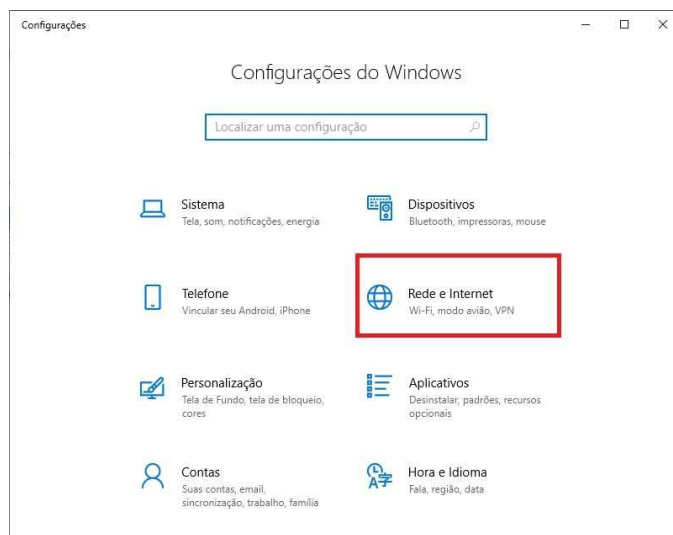 Configurações
Configurações do Windows
Localizar uma configuração
Sistema
Tela, som, notificações, energia
Dispositivos
Bluetooth, impressoras, mouse
Telefone
Vincular seu Android, iPhone
Rede e Internet
Wi-Fi, modo avião, VPN
Personalização
Tela de Fundo, tela de bloqueio,
cores
Aplicativos
Desinstalar, padrões, recursos
opcionais
Contas
Suas contas, email,
sincronização, trabalho, família
Hora e Idioma
Fala, região, data